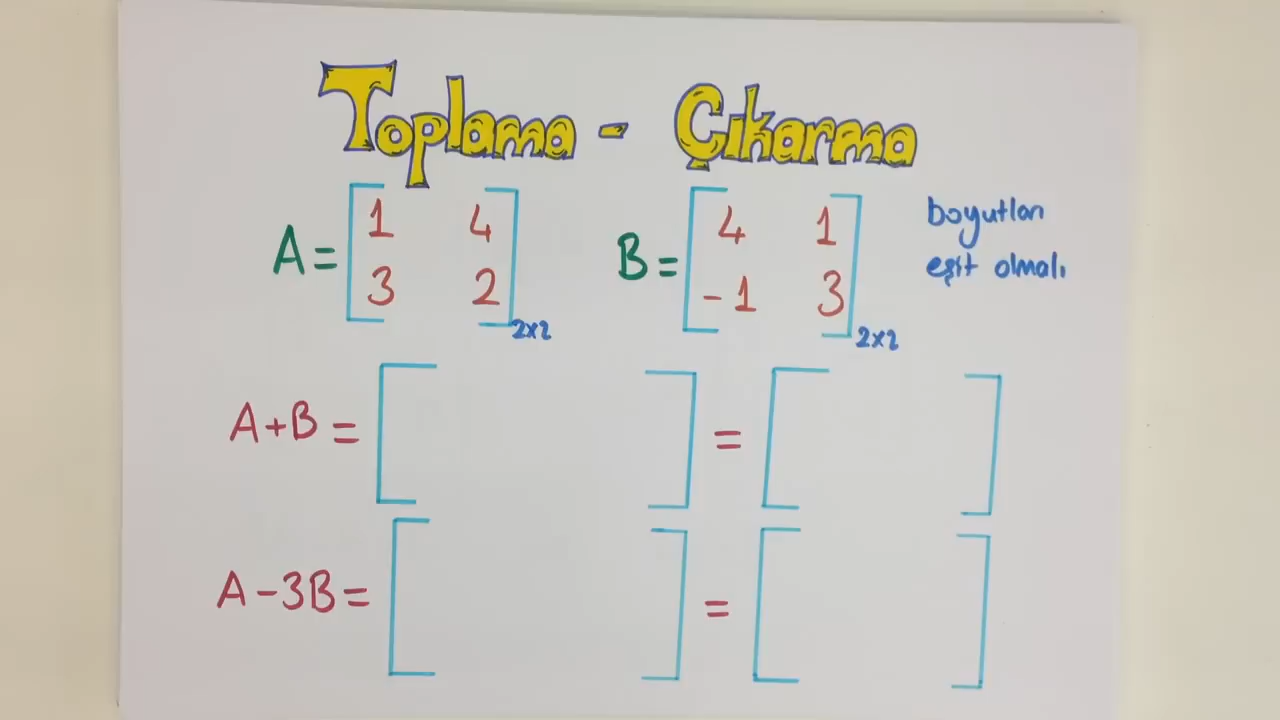 Toplama - Çıkarma
A = [1 4
3 2] 2x2
B = [4 1
-1 3] 2x2
boyutları
eşit olmalı
A+B = [ ] = [ ]
A-3B = [ ] = [ ]